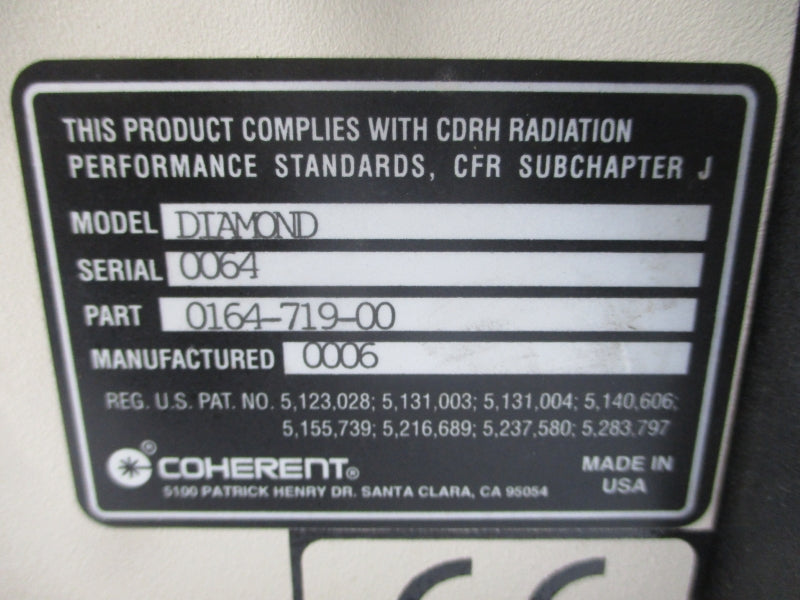 THIS PRODUCT COMPLIES WITH CDRH RADIATION
PERFORMANCE STANDARDS, CFR SUBCHAPTER J
MODEL DIAMOND
SERIAL 0064
PART 0164-719-00
MANUFACTURED 0006
REG. U.S. PAT. NO. 5,123,028; 5,131,003; 5,131,004; 5,140,606;
5,155,739; 5,216,689; 5,237,580; 5,283,797
® COHERENT®
5100 PATRICK HENRY DR. SANTA CLARA, CA 95054
MADE IN
USA
CE